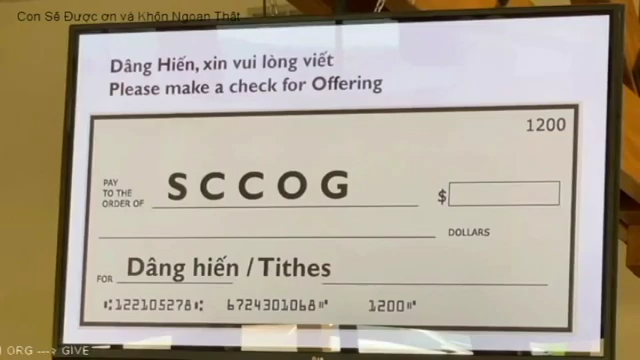 Con Sẽ Được ơn và Khôn Ngoan Thật
Dâng Hiến, xin vui lòng viết
Please make a check for Offering
1200
PAY
TO THE
ORDER OF
SCCOG
$
DOLLARS
FOR
Dâng hiến / Tithes
⑆122105278⑆ 6724301068⑈ 1200⑈
ORG ---> GIVE